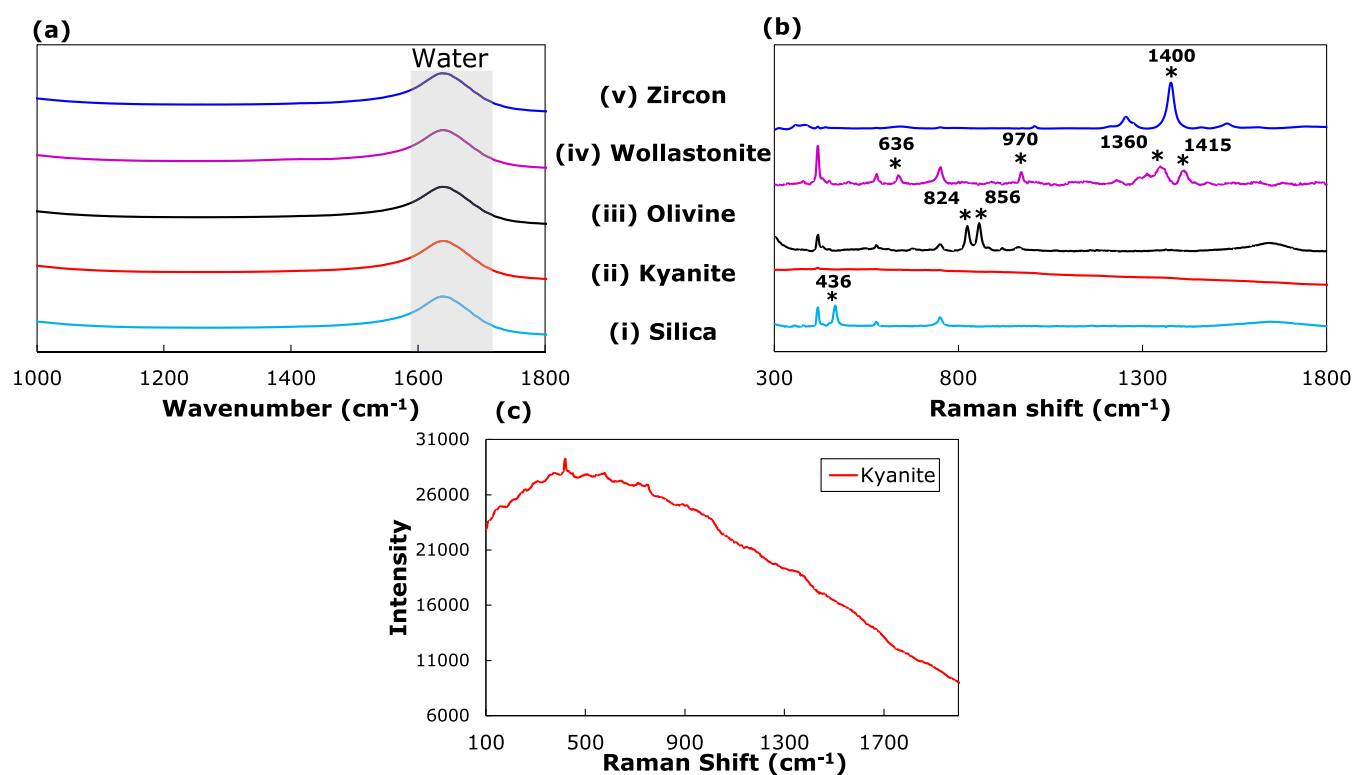 (a)
Water
1000
1200
1400
1600
1800
Wavenumber (cm-1)
(v) Zircon
(iv) Wollastonite
(iii) Olivine
(ii) Kyanite
(i) Silica
(b)
1400
*
636
*
970
*
1360
*
1415
*
824
*
856
*
436
*
300
800
1300
1800
Raman shift (cm-1)
(c)
31000
26000
21000
16000
11000
6000
Intensity
Kyanite
100
500
900
1300
1700
Raman Shift (cm-1)